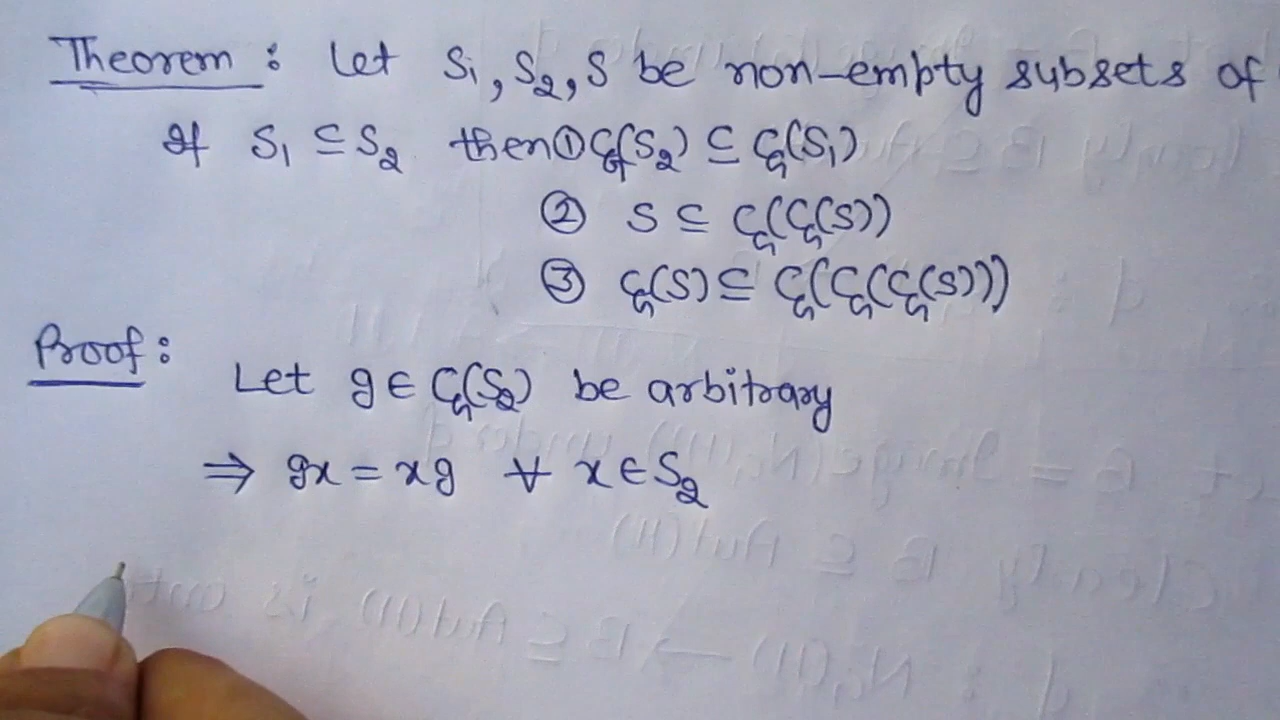 Theorem : Let S₁, S₂, S be non-empty subsets of
If S₁ ⊆ S₂ then ① C_G(S₂) ⊆ C_G(S₁)
② S ⊆ C_G(C_G(S))
③ C_G(S) ⊆ C_G(C_G(C_G(S)))
Proof :
Let g ∈ C_G(S₂) be arbitrary
⇒ gx = xg ∀ x ∈ S₂